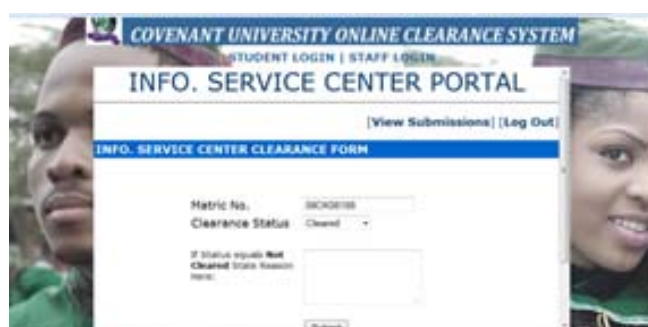 COVENANT UNIVERSITY ONLINE CLEARANCE SYSTEM
STUDENT LOGIN | STAFF LOGIN
INFO. SERVICE CENTER PORTAL
[View Submissions] [Log Out]
INFO. SERVICE CENTER CLEARANCE FORM
Matric No.
Clearance Status Cleared
If Status equals Not
Cleared State Reason
Here:
Submit